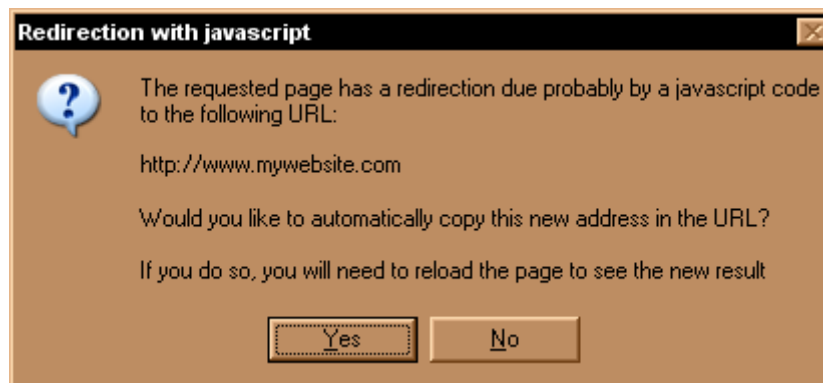 Redirection with javascript
The requested page has a redirection due probably by a javascript code
to the following URL:
http://www.mywebsite.com
Would you like to automatically copy this new address in the URL?
If you do so, you will need to reload the page to see the new result
Yes No